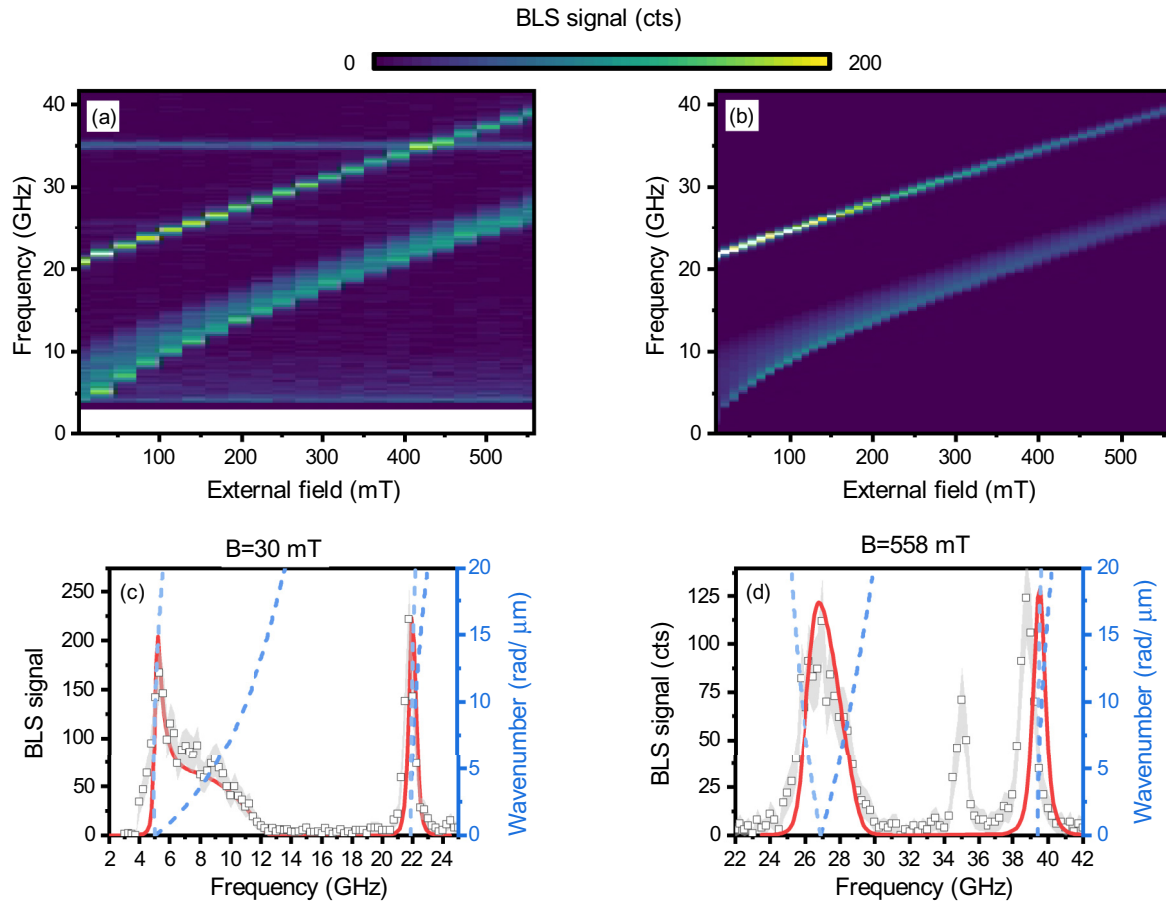 BLS signal (cts)
0 200
(a)
40
30
20
10
0
Frequency (GHz)
100 200 300 400 500
External field (mT)
(b)
40
30
20
10
0
Frequency (GHz)
100 200 300 400 500
External field (mT)
B=30 mT
(c)
250
200
150
100
50
0
BLS signal
20
15
10
5
0
Wavenumber (rad/ μm)
2 4 6 8 10 12 14 16 18 20 22 24
Frequency (GHz)
B=558 mT
(d)
125
100
75
50
25
0
BLS signal (cts)
20
15
10
5
0
Wavenumber (rad/ μm)
22 24 26 28 30 32 34 36 38 40 42
Frequency (GHz)